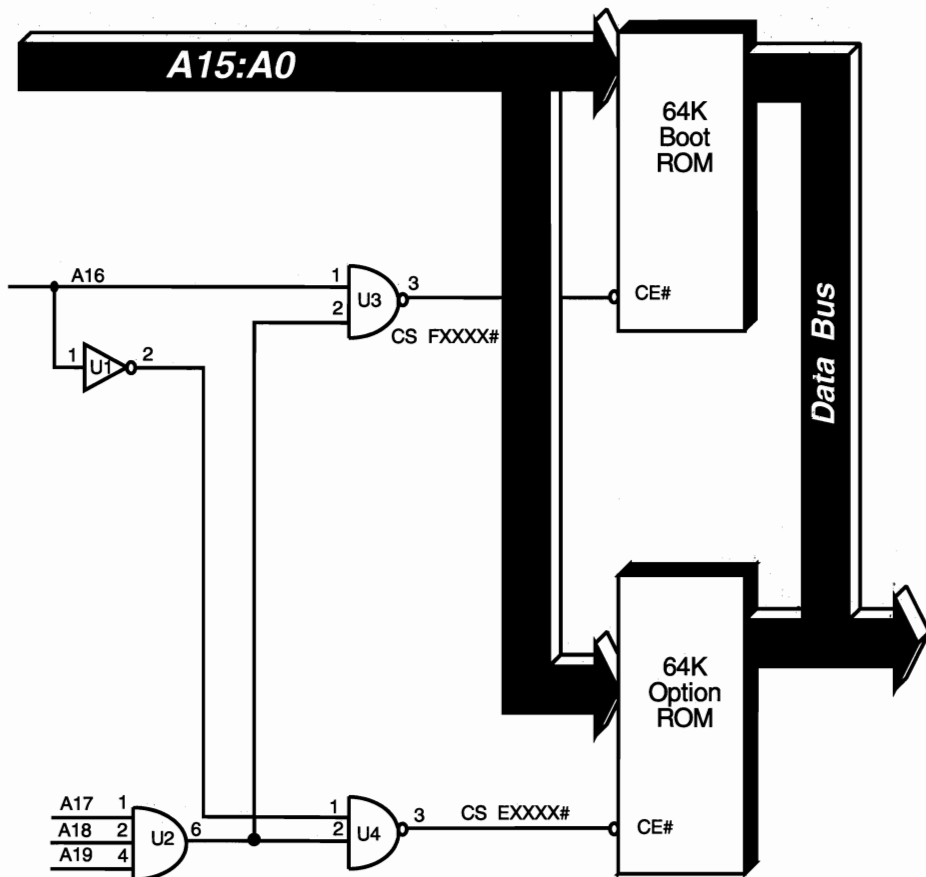 A15:A0
64K
Boot
ROM
A16
1
3
U3
2
CE#
CS FXXXX#
1
U1
2
Data Bus
64K
Option
ROM
A17
1
A18
2
U2
6
A19
4
1
3
2
U4
CS EXXXX#
CE#